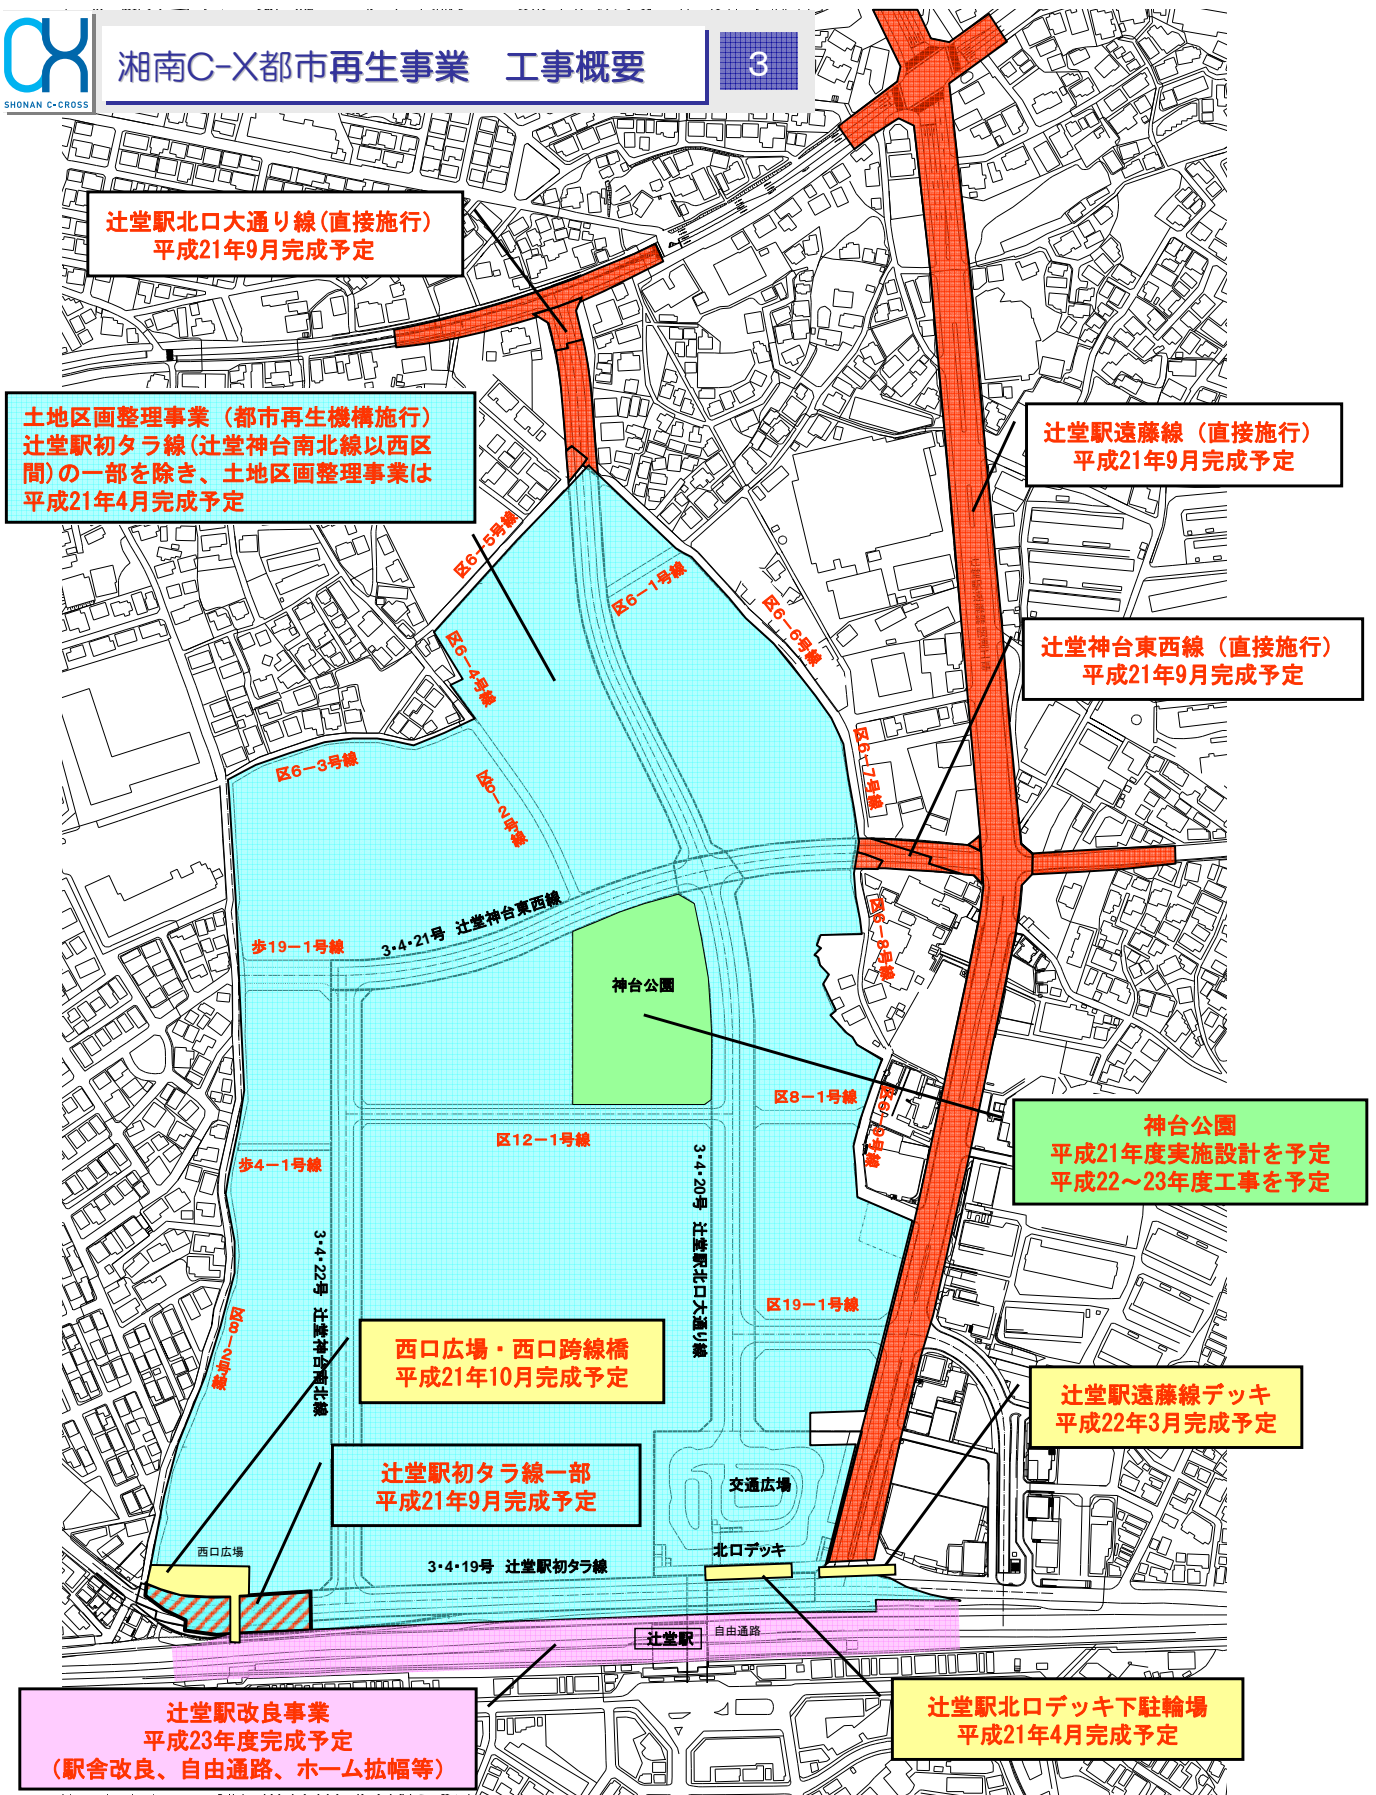 SHONAN C-CROSS
湘南C-X都市再生事業　工事概要
3
辻堂駅北口大通り線(直接施行)
平成21年9月完成予定
土地区画整理事業（都市再生機構施行）
辻堂駅初タラ線(辻堂神台南北線以西区
間)の一部を除き、土地区画整理事業は
平成21年4月完成予定
辻堂駅遠藤線（直接施行）
平成21年9月完成予定
辻堂神台東西線（直接施行）
平成21年9月完成予定
区6－5号線
区6－1号線
区6－6号線
区6－4号線
区6－3号線
区6－2号線
区6－7号線
3・4・21号　辻堂神台東西線
歩19－1号線
区6－8号線
神台公園
区8－1号線
区6－9号線
区12－1号線
歩4－1号線
神台公園
平成21年度実施設計を予定
平成22～23年度工事を予定
3・4・20号　辻堂駅北口大通り線
3・4・22号　辻堂神台南北線
区8－2号線
区19－1号線
西口広場・西口跨線橋
平成21年10月完成予定
辻堂駅遠藤線デッキ
平成22年3月完成予定
辻堂駅初タラ線一部
平成21年9月完成予定
交通広場
北口デッキ
西口広場
3・4・19号　辻堂駅初タラ線
辻堂駅
自由通路
辻堂駅改良事業
平成23年度完成予定
（駅舎改良、自由通路、ホーム拡幅等）
辻堂駅北口デッキ下駐輪場
平成21年4月完成予定